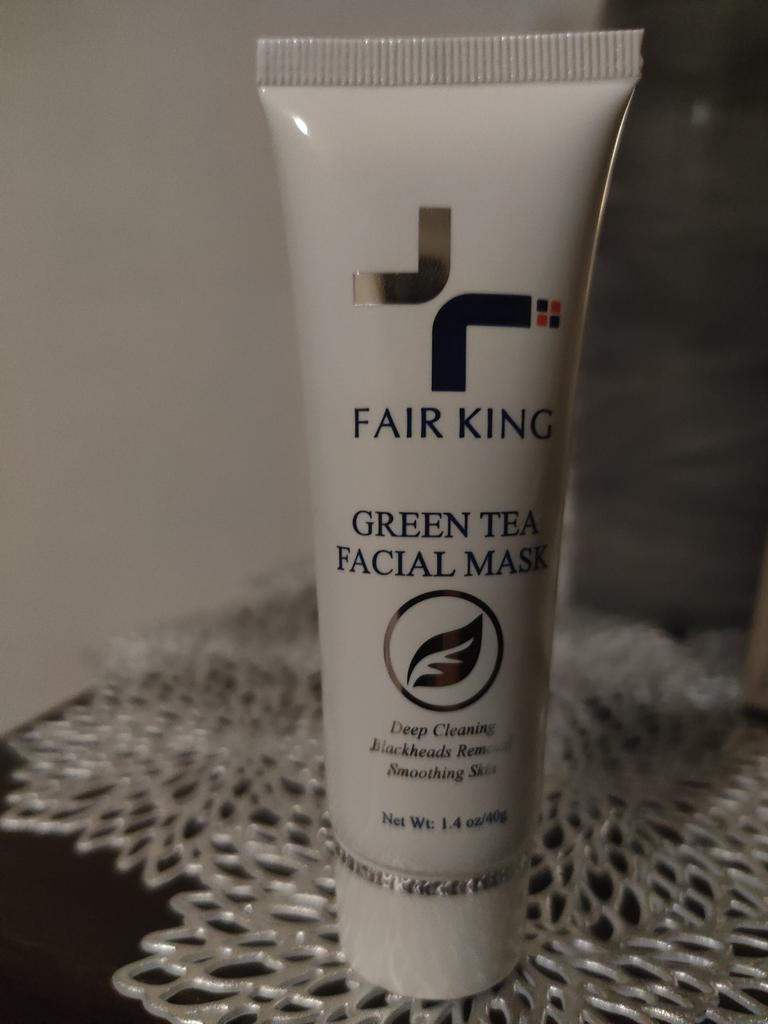 FAIR KING
GREEN TEA
FACIAL MASK
Deep Cleaning
Blackheads Removal
Smoothing Skin
Net Wt: 1.4 oz/40g